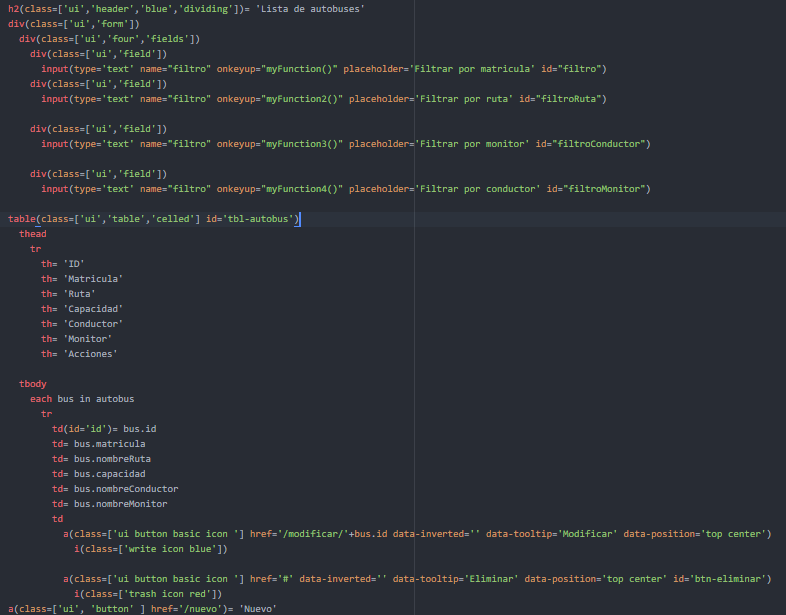 h2(class=['ui','header','blue','dividing'])= 'Lista de autobuses'
div(class=['ui','form'])
  div(class=['ui','four','fields'])
    div(class=['ui','field'])
      input(type='text' name="filtro" onkeyup="myFunction()" placeholder='Filtrar por matricula' id="filtro")
    div(class=['ui','field'])
      input(type='text' name="filtro" onkeyup="myFunction2()" placeholder='Filtrar por ruta' id="filtroRuta")
    div(class=['ui','field'])
      input(type='text' name="filtro" onkeyup="myFunction3()" placeholder='Filtrar por monitor' id="filtroConductor")
    div(class=['ui','field'])
      input(type='text' name="filtro" onkeyup="myFunction4()" placeholder='Filtrar por conductor' id="filtroMonitor")
table(class=['ui','table','celled'] id='tbl-autobus')
  thead
    tr
      th= 'ID'
      th= 'Matricula'
      th= 'Ruta'
      th= 'Capacidad'
      th= 'Conductor'
      th= 'Monitor'
      th= 'Acciones'
  tbody
    each bus in autobus
      tr
        td(id='id')= bus.id
        td= bus.matricula
        td= bus.nombreRuta
        td= bus.capacidad
        td= bus.nombreConductor
        td= bus.nombreMonitor
        td
          a(class=['ui button basic icon '] href='/modificar/'+bus.id data-inverted='' data-tooltip='Modificar' data-position='top center')
            i(class=['write icon blue'])
          a(class=['ui button basic icon '] href='#' data-inverted='' data-tooltip='Eliminar' data-position='top center' id='btn-eliminar')
            i(class=['trash icon red'])
a(class=['ui', 'button' ] href='/nuevo')= 'Nuevo'